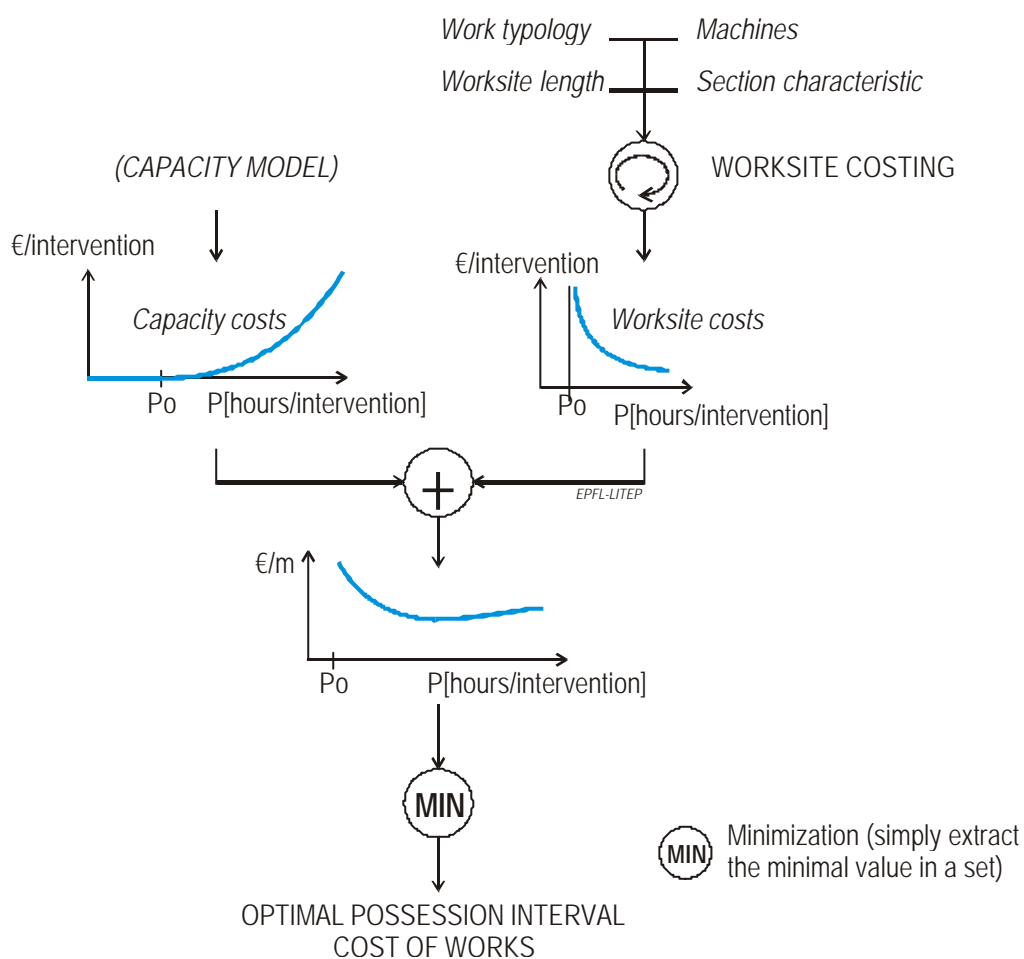 Work typology Machines
Worksite length Section characteristic
(CAPACITY MODEL) WORKSITE COSTING
€/intervention
€/intervention
Capacity costs
Worksite costs
Po P[hours/intervention]
Po P[hours/intervention]
+
EPFL-LITEP
€/m
Po P[hours/intervention]
MIN
MIN
Minimization (simply extract
the minimal value in a set)
OPTIMAL POSSESSION INTERVAL
COST OF WORKS